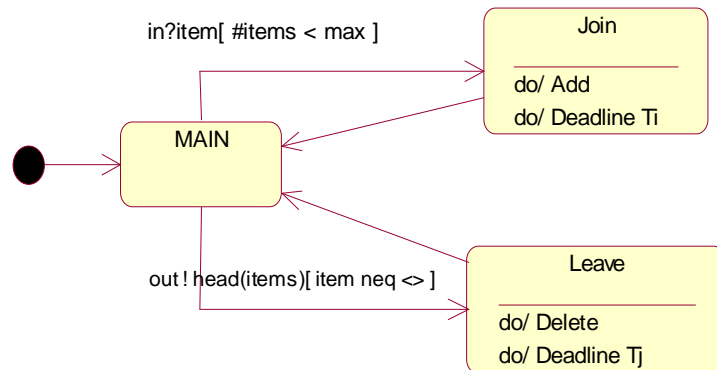 in?item[ #items < max ]
Join
do/ Add
do/ Deadline Ti
MAIN
out ! head(items)[ item neq <> ]
Leave
do/ Delete
do/ Deadline Tj